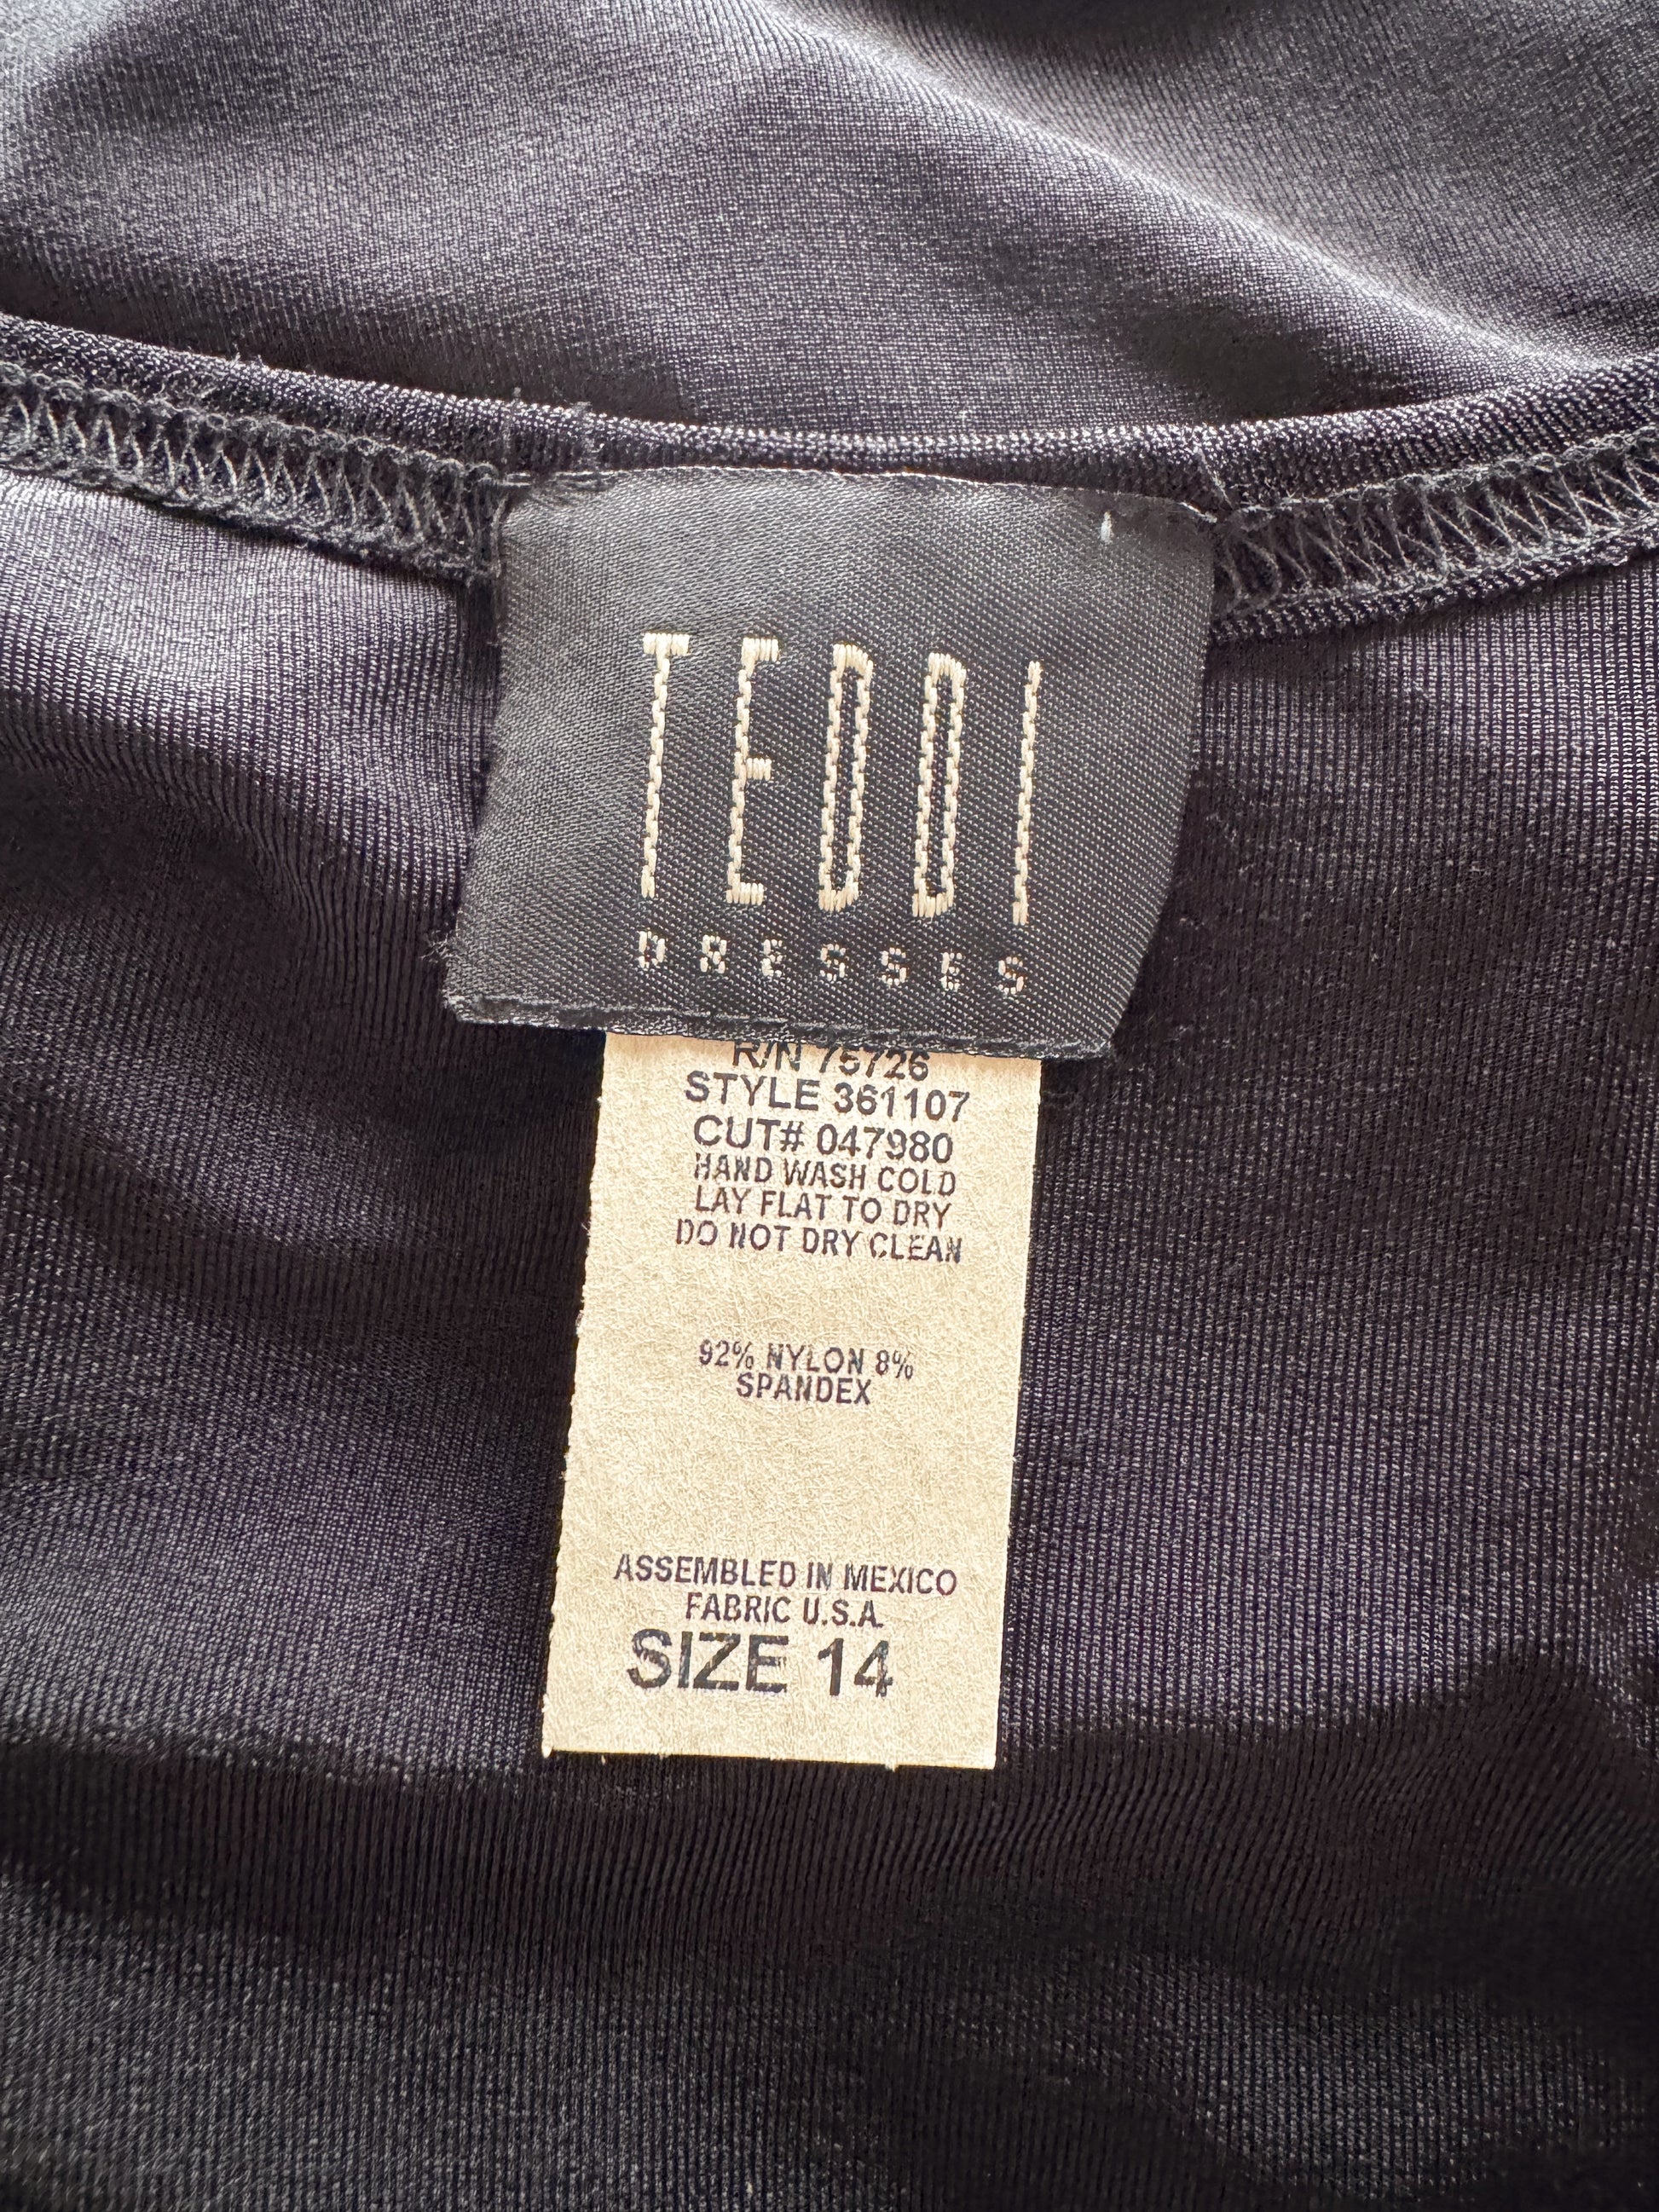 TEDDI
DRESSES
R/N 75726
STYLE 361107
CUT# 047980
HAND WASH COLD
LAY FLAT TO DRY
DO NOT DRY CLEAN
92% NYLON 8%
SPANDEX
ASSEMBLED IN MEXICO
FABRIC U.S.A.
SIZE 14